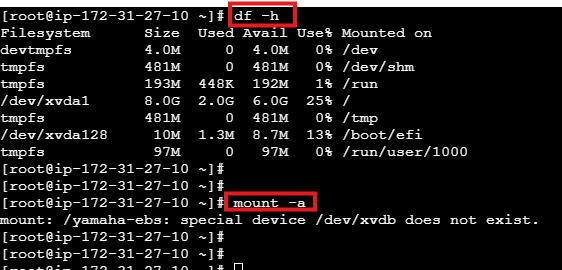 [root@ip-172-31-27-10 ~]# df -h
Filesystem Size Used Avail Use% Mounted on
devtmpfs 4.0M 0 4.0M 0% /dev
tmpfs 481M 0 481M 0% /dev/shm
tmpfs 193M 448K 192M 1% /run
/dev/xvda1 8.0G 2.0G 6.0G 25% /
tmpfs 481M 0 481M 0% /tmp
/dev/xvda128 10M 1.3M 8.7M 13% /boot/efi
tmpfs 97M 0 97M 0% /run/user/1000
[root@ip-172-31-27-10 ~]#
[root@ip-172-31-27-10 ~]#
[root@ip-172-31-27-10 ~]# mount -a
mount: /yamaha-ebs: special device /dev/xvdb does not exist.
[root@ip-172-31-27-10 ~]#
[root@ip-172-31-27-10 ~]#
[root@ip-172-31-27-10 ~]#